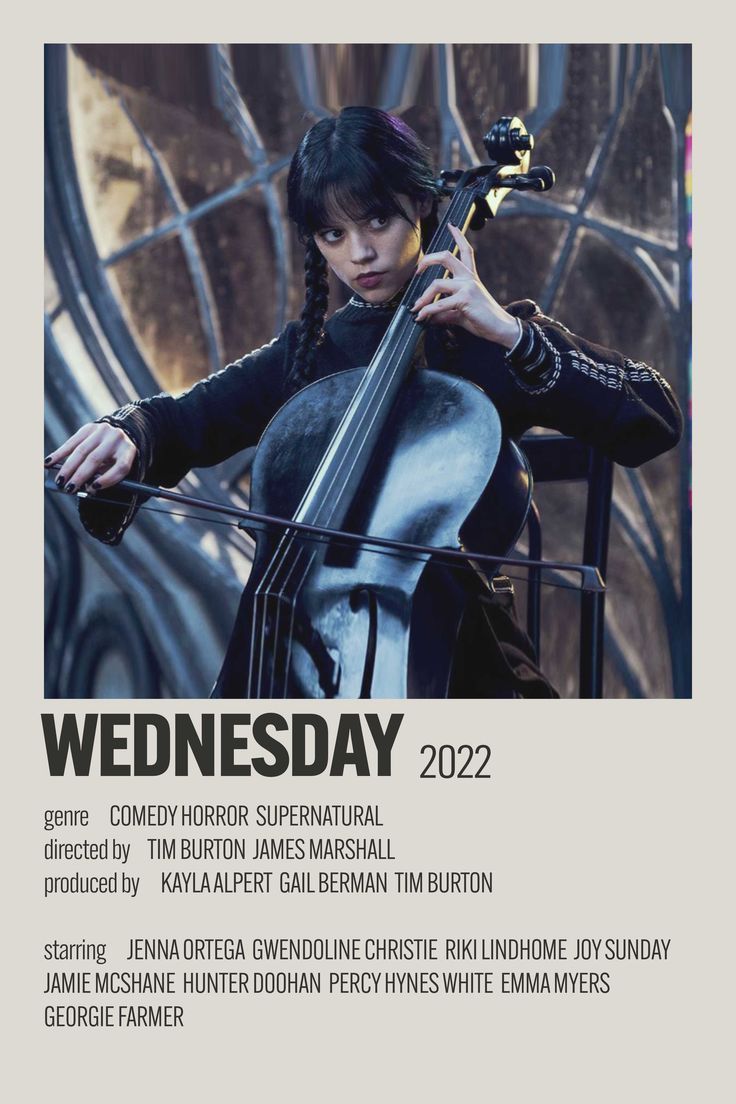 WEDNESDAY 2022
genre COMEDY HORROR SUPERNATURAL
directed by TIM BURTON JAMES MARSHALL
produced by KAYLA ALPERT GAIL BERMAN TIM BURTON
starring JENNA ORTEGA GWENDOLINE CHRISTIE RIKI LINDHOME JOY SUNDAY
JAMIE MCSHANE HUNTER DOOHAN PERCY HYNES WHITE EMMA MYERS
GEORGIE FARMER